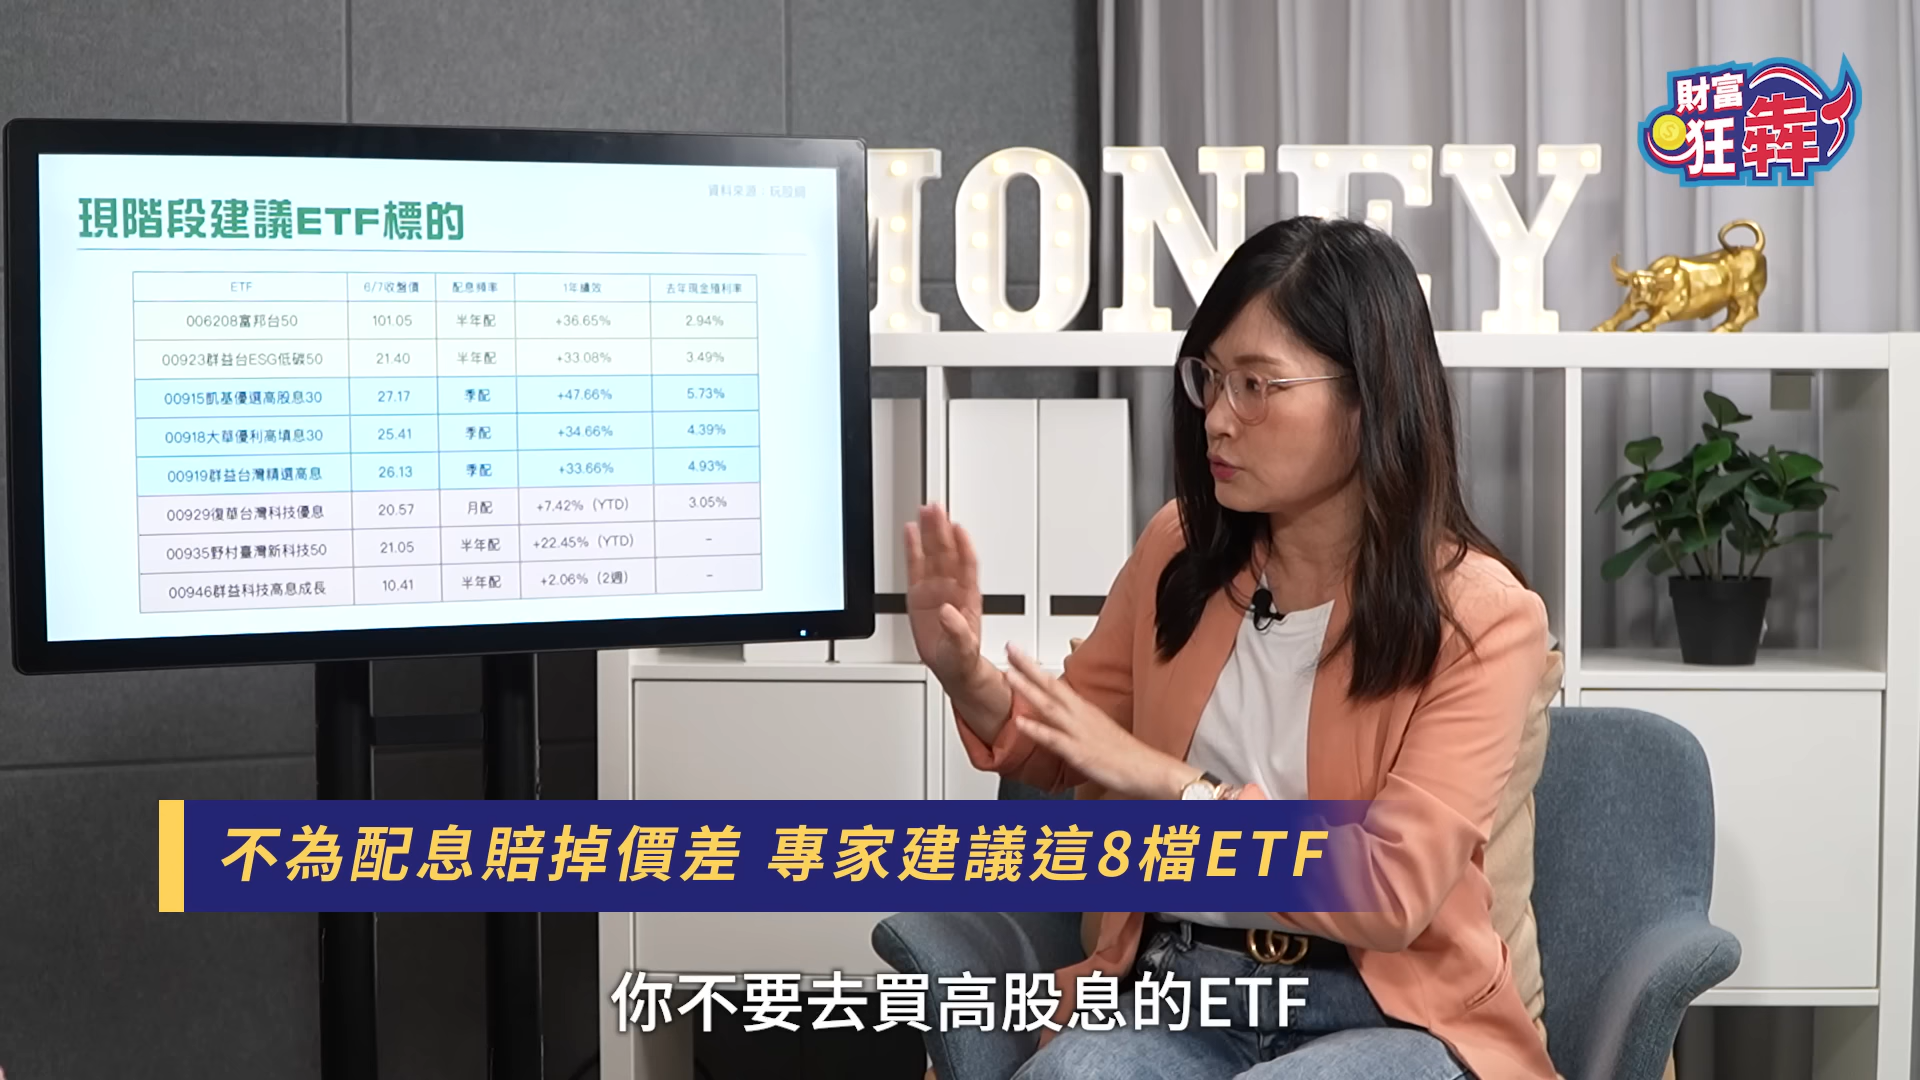 財富
狂犇
MONEY
資料來源：玩股網
現階段建議ETF標的
ETF 6/7收盤價 配息頻率 1年績效 去年現金殖利率
006208富邦台50 101.05 半年配 +36.65% 2.94%
00923群益台ESG低碳50 21.40 半年配 +33.08% 3.49%
00915凱基優選高股息30 27.17 季配 +47.66% 5.73%
00918大華優利高填息30 25.41 季配 +34.66% 4.39%
00919群益台灣精選高息 26.13 季配 +33.66% 4.93%
00929復華台灣科技優息 20.57 月配 +7.42%（YTD） 3.05%
00935野村臺灣新科技50 21.05 半年配 +22.45%（YTD） -
00946群益科技高息成長 10.41 半年配 +2.06%（2週） -
不為配息賠掉價差 專家建議這8檔ETF
你不要去買高股息的ETF